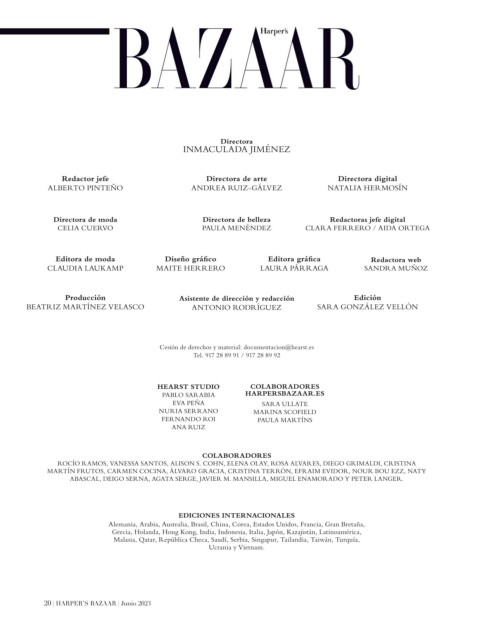 Harper's
BAZAAR
Directora
INMACULADA JIMÉNEZ
Redactor jefe
ALBERTO PINTEÑO
Directora de arte
ANDREA RUIZ-GÁLVEZ
Directora digital
NATALIA HERMOSÍN
Directora de moda
CELIA CUERVO
Directora de belleza
PAULA MENÉNDEZ
Redactoras jefe digital
CLARA FERRERO / AIDA ORTEGA
Editora de moda
CLAUDIA LAUKAMP
Diseño gráfico
MAITE HERRERO
Editora gráfica
LAURA PÁRRAGA
Redactora web
SANDRA MUÑOZ
Producción
BEATRIZ MARTÍNEZ VELASCO
Asistente de dirección y redacción
ANTONIO RODRÍGUEZ
Edición
SARA GONZÁLEZ VELLÓN
Cesión de derechos y material: documentacion@hearst.es
Tel. 917 28 89 91 / 917 28 89 92
HEARST STUDIO
PABLO SARABIA
EVA PEÑA
NURIA SERRANO
FERNANDO ROI
ANA RUIZ
COLABORADORES
HARPERSBAZAAR.ES
SARA ULLATE
MARINA SCOFIELD
PAULA MARTÍNS
COLABORADORES
ROCÍO RAMOS, VANESSA SANTOS, ALISON S. COHN, ELENA OLAY, ROSA ALVARES, DIEGO GRIMALDI, CRISTINA
MARTÍN FRUTOS, CARMEN COCINA, ÁLVARO GRACIA, CRISTINA TERRÓN, EFRAIM EVIDOR, NOUR BOU EZZ, NATY
ABASCAL, DEIGO SERNA, AGATA SERGE, JAVIER M. MANSILLA, MIGUEL ENAMORADO Y PETER LANGER.
EDICIONES INTERNACIONALES
Alemania, Arabia, Australia, Brasil, China, Corea, Estados Unidos, Francia, Gran Bretaña,
Grecia, Holanda, Hong Kong, India, Indonesia, Italia, Japón, Kazajistán, Latinoamérica,
Malasia, Qatar, República Checa, Saudí, Serbia, Singapur, Tailandia, Taiwán, Turquía,
Ucrania y Vietnam.
20 | HARPER'S BAZAAR | Junio 2023